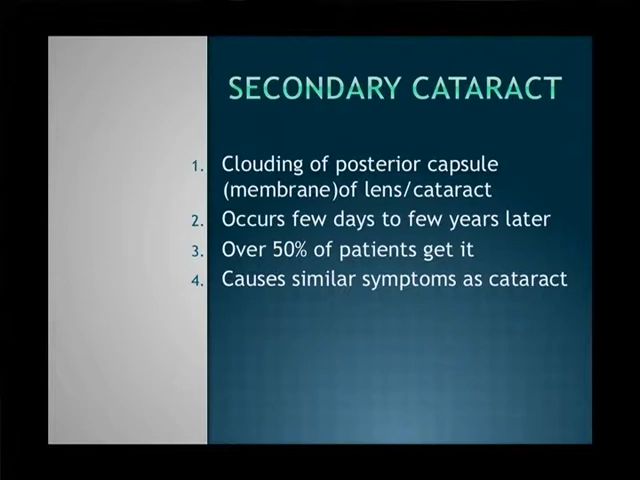 SECONDARY CATARACT
1. Clouding of posterior capsule
(membrane)of lens/cataract
2. Occurs few days to few years later
3. Over 50% of patients get it
4. Causes similar symptoms as cataract